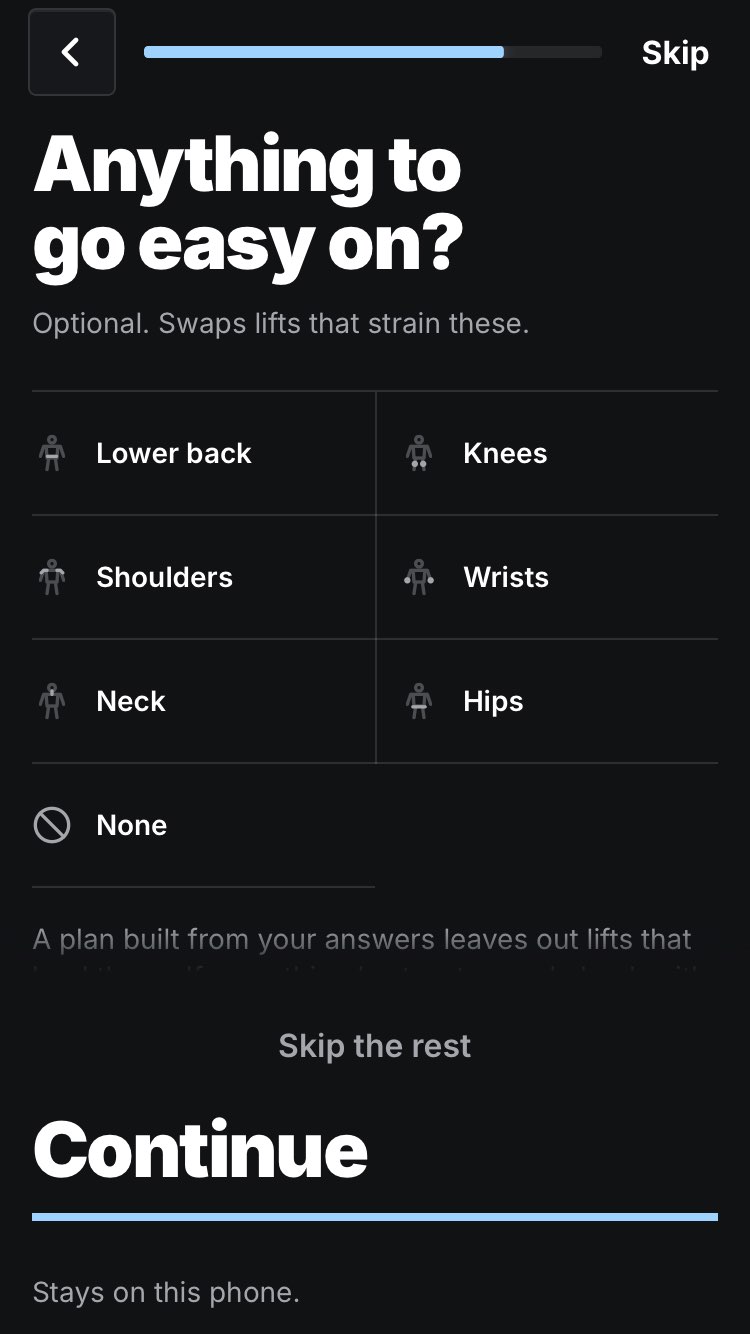 Skip
Anything to
go easy on?
Optional. Swaps lifts that strain these.
Lower back
Knees
Shoulders
Wrists
Neck
Hips
None
A plan built from your answers leaves out lifts that
Skip the rest
Continue
Stays on this phone.